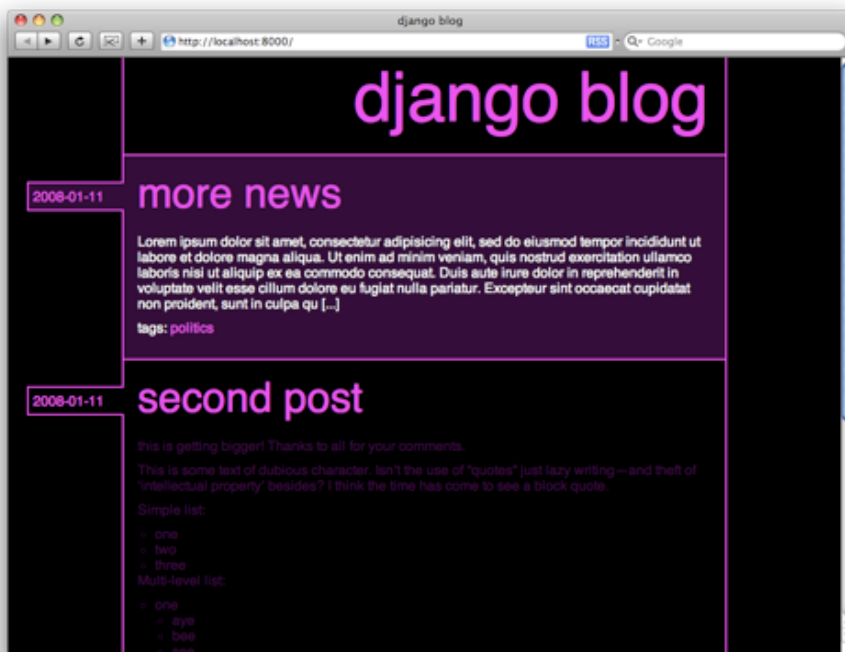 django blog
http://localhost:8000/
RSS
Google
django blog
2008-01-11
more news
Lorem ipsum dolor sit amet, consectetur adipisicing elit, sed do eiusmod tempor incididunt ut
labore et dolore magna aliqua. Ut enim ad minim veniam, quis nostrud exercitation ullamco
laboris nisi ut aliquip ex ea commodo consequat. Duis aute irure dolor in reprehenderit in
voluptate velit esse cillum dolore eu fugiat nulla pariatur. Excepteur sint occaecat cupidatat
non proident, sunt in culpa qu [...]
tags: politics
2008-01-11
second post
this is getting bigger! Thanks to all for your comments.
This is some text of dubious character. Isn't the use of "quotes" just lazy writing—and theft of
'intellectual property' besides? I think the time has come to see a block quote.
Simple list:
one
two
three
Multi-level list:
one
aye
bee